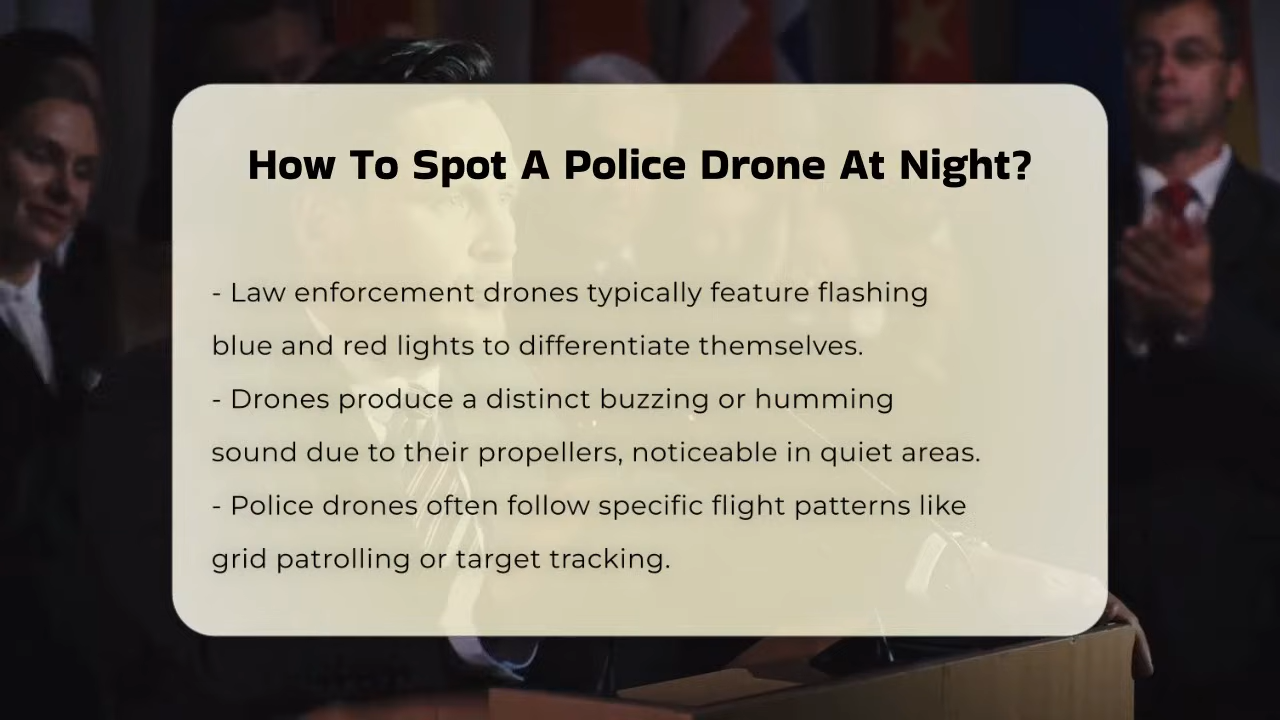 How To Spot A Police Drone At Night?
- Law enforcement drones typically feature flashing
blue and red lights to differentiate themselves.
- Drones produce a distinct buzzing or humming
sound due to their propellers, noticeable in quiet areas.
- Police drones often follow specific flight patterns like
grid patrolling or target tracking.